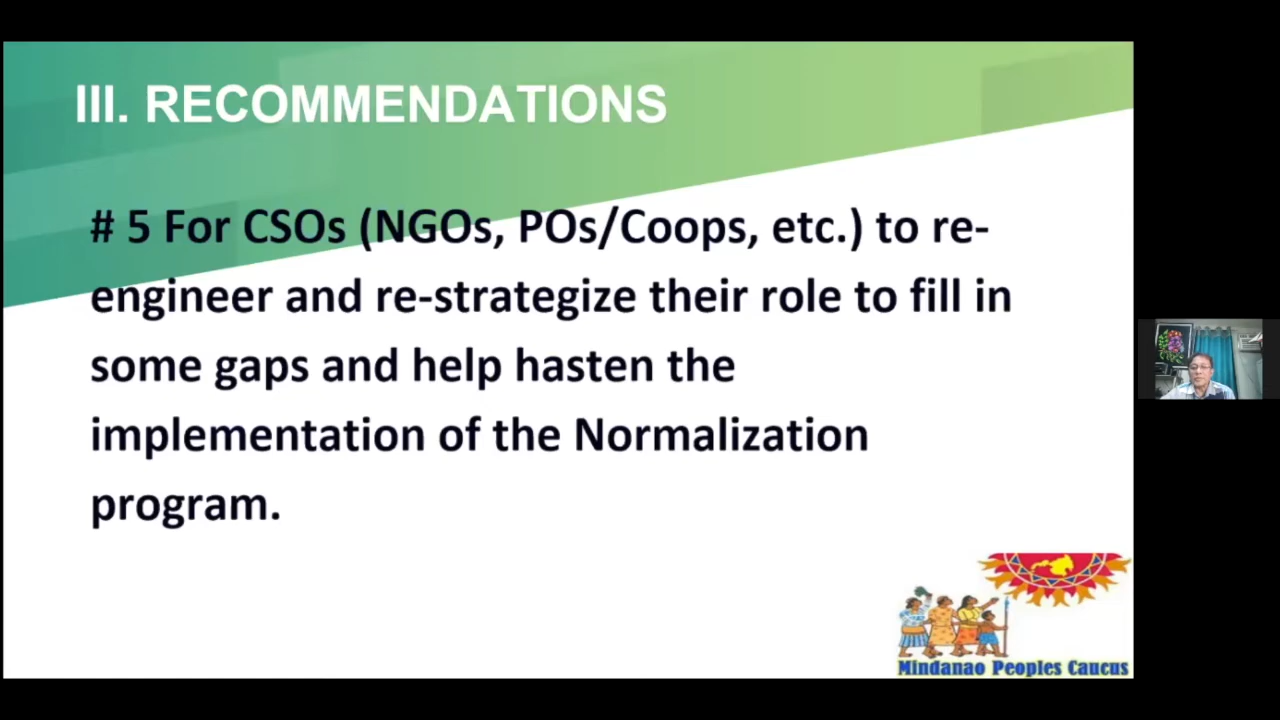 III. RECOMMENDATIONS
# 5 For CSOs (NGOs, POs/Coops, etc.) to re-
engineer and re-strategize their role to fill in
some gaps and help hasten the
implementation of the Normalization
program.
Mindanao Peoples Caucus